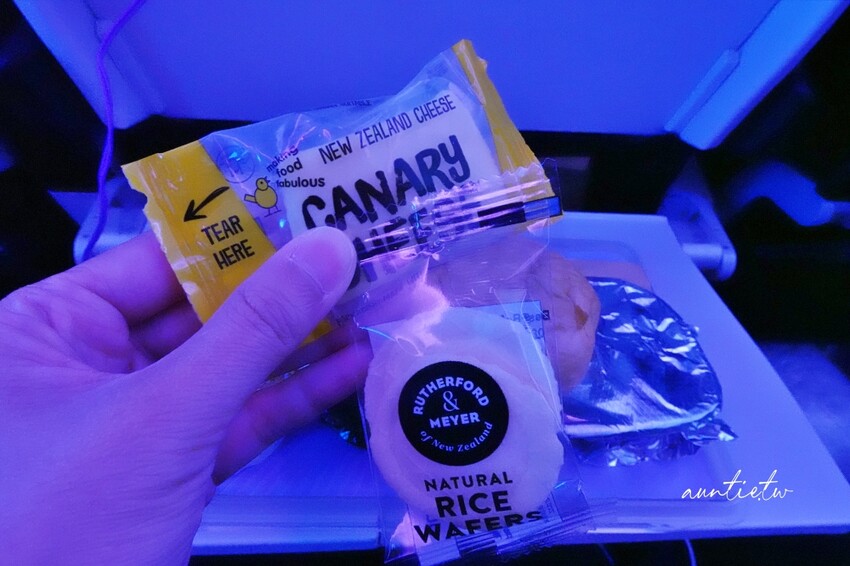 making
food
fabulous
NEW ZEALAND CHEESE
CANARY
TEAR
HERE
RUTHERFORD
&
MEYER
of New Zealand
NATURAL
RICE
WAFERS
auntie.tw